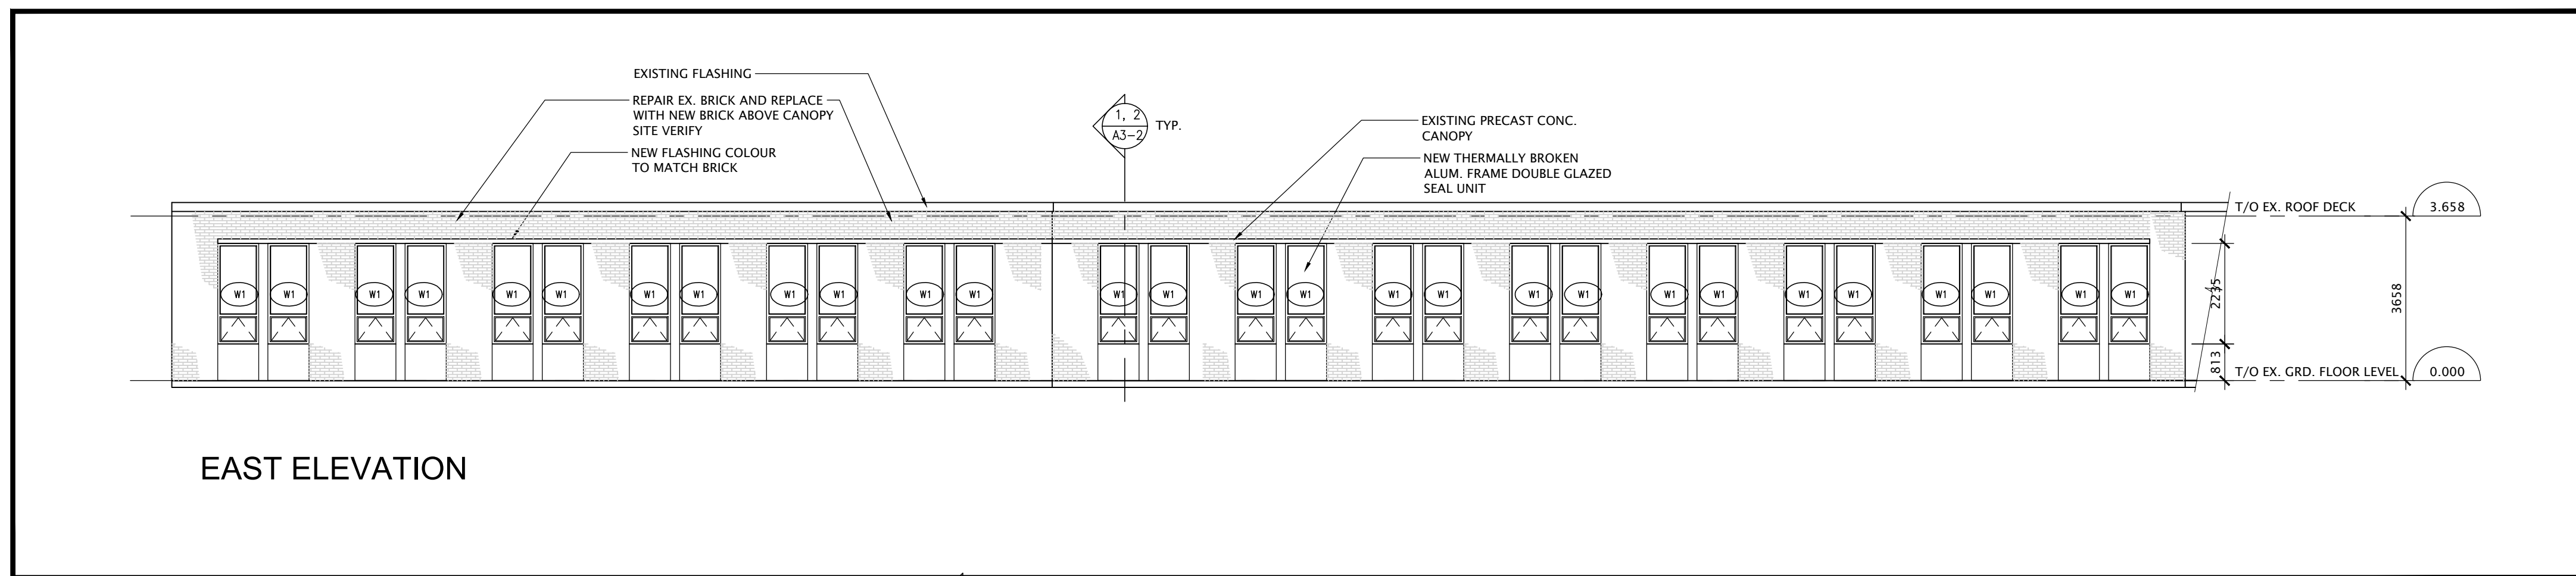 EXISTING FLASHING
REPAIR EX. BRICK AND REPLACE
WITH NEW BRICK ABOVE CANOPY
SITE VERIFY
NEW FLASHING COLOUR
TO MATCH BRICK
1, 2
A3-2
TYP.
EXISTING PRECAST CONC.
CANOPY
NEW THERMALLY BROKEN
ALUM. FRAME DOUBLE GLAZED
SEAL UNIT
T/O EX. ROOF DECK
3.658
W1 W1 W1 W1 W1 W1 W1 W1 W1 W1 W1 W1 W1 W1 W1 W1 W1 W1 W1 W1 W1 W1 W1 W1 W1 W1 W1 W1
2235
3658
813
T/O EX. GRD. FLOOR LEVEL
0.000
EAST ELEVATION